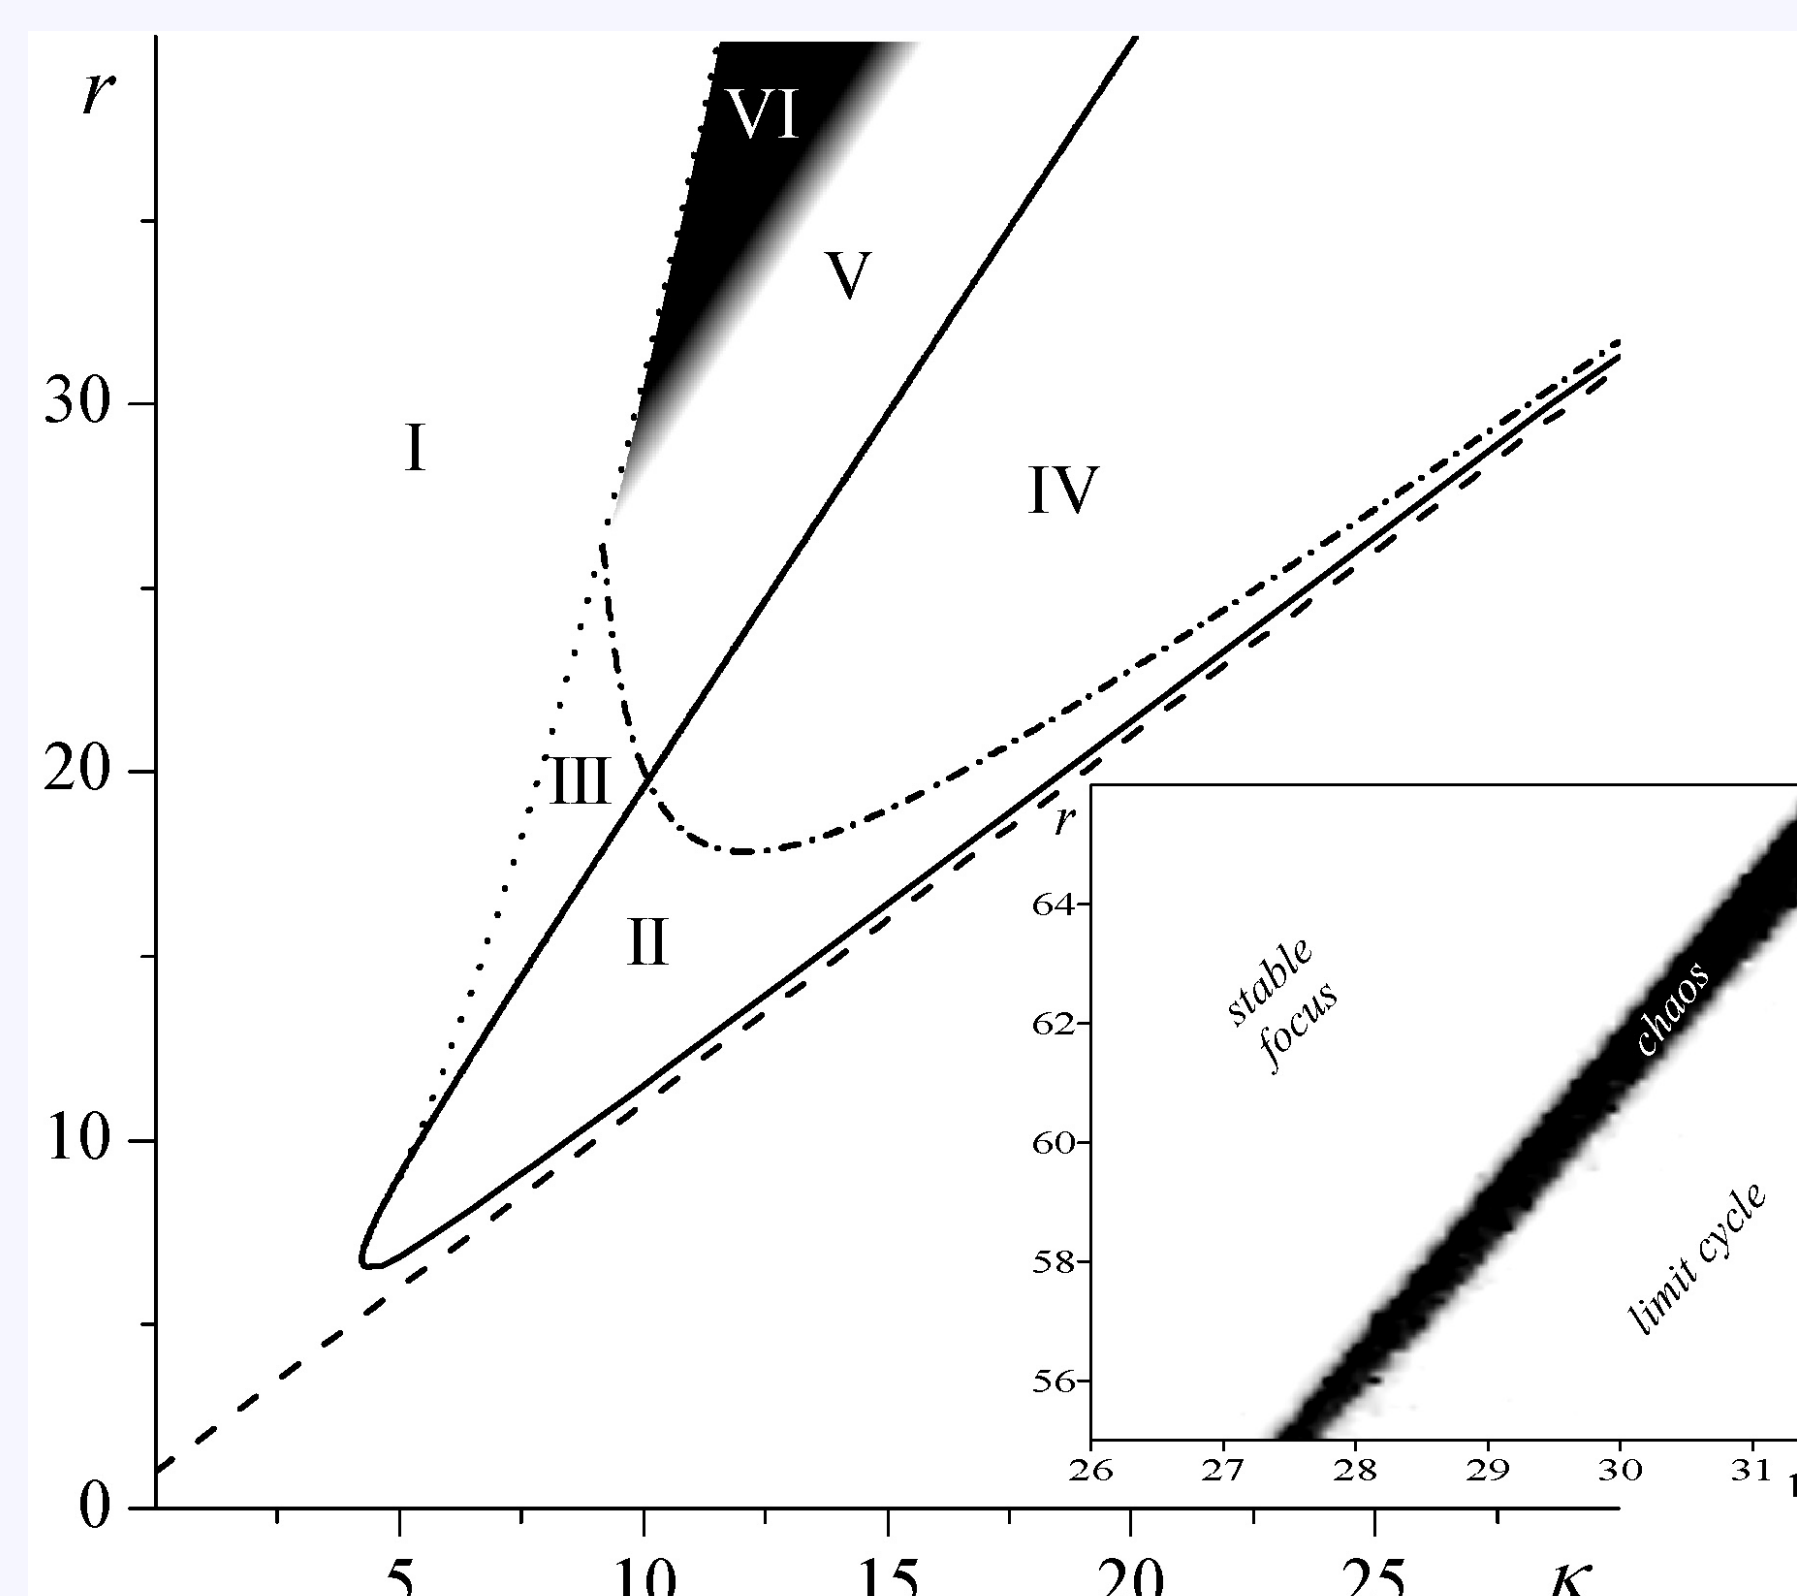 r
VI
V
30
I
IV
20
III
r
64
stable
focus
chaos
II
62
10
60
limit cycle
58
56
26 27 28 29 30 31
0
5 10 15 20 25 κ